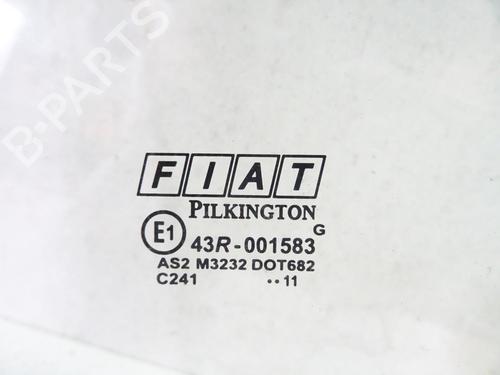 B-PARTS
FIAT
PILKINGTON
G
E1 43R-001583
AS2 M3232 DOT682
C241 ··11